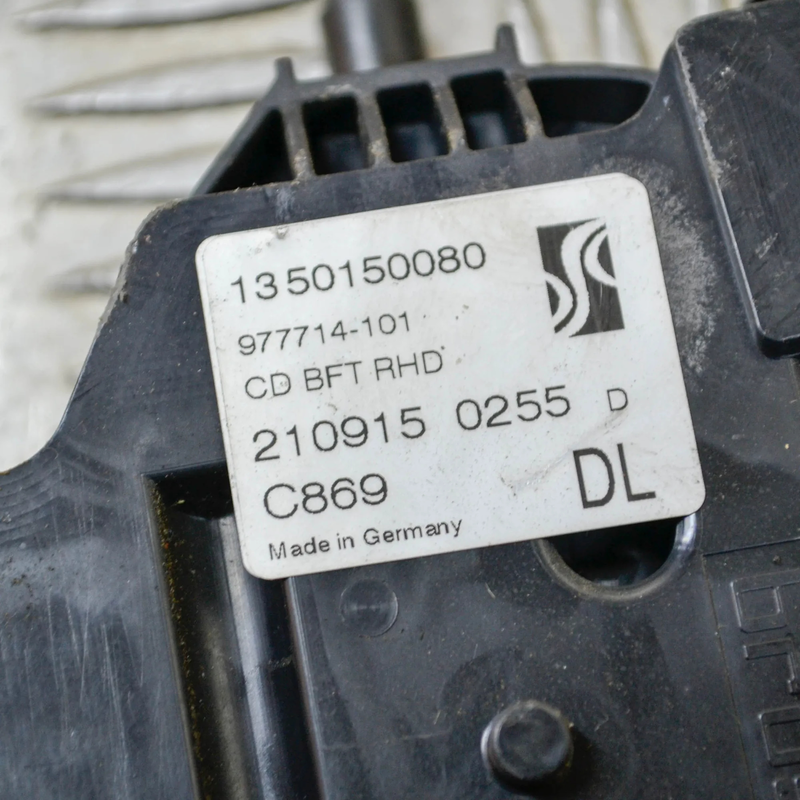 1350150080
977714-101
CD BFT RHD
210915 0255 D
C869 DL
Made in Germany